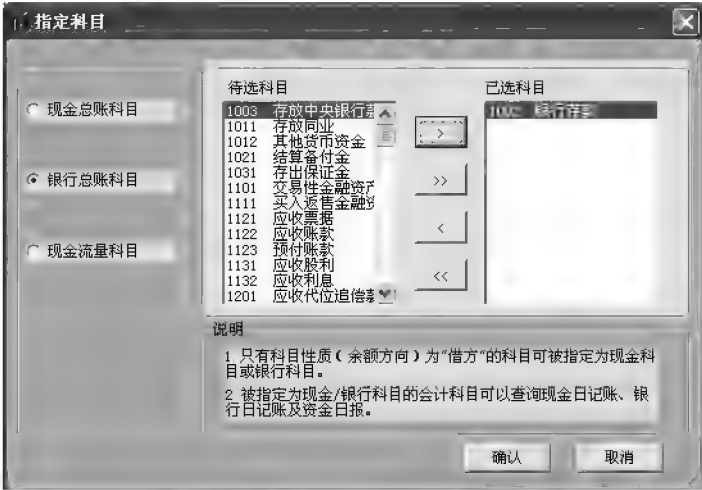 指定科目
现金总账科目
银行总账科目
现金流量科目
待选科目
1003 存放中央银行款
1011 存放同业
1012 其他货币资金
1021 结算备付金
1031 存出保证金
1101 交易性金融资产
1111 买入返售金融资
1121 应收票据
1122 应收账款
1123 预付账款
1131 应收股利
1132 应收利息
1201 应收代位追偿款
>
>>
<
<<
已选科目
1002 银行存款
说明
1 只有科目性质（余额方向）为“借方”的科目可被指定为现金科
目或银行科目。
2 被指定为现金/银行科目的会计科目可以查询现金日记账、银
行日记账及资金日报。
确认
取消